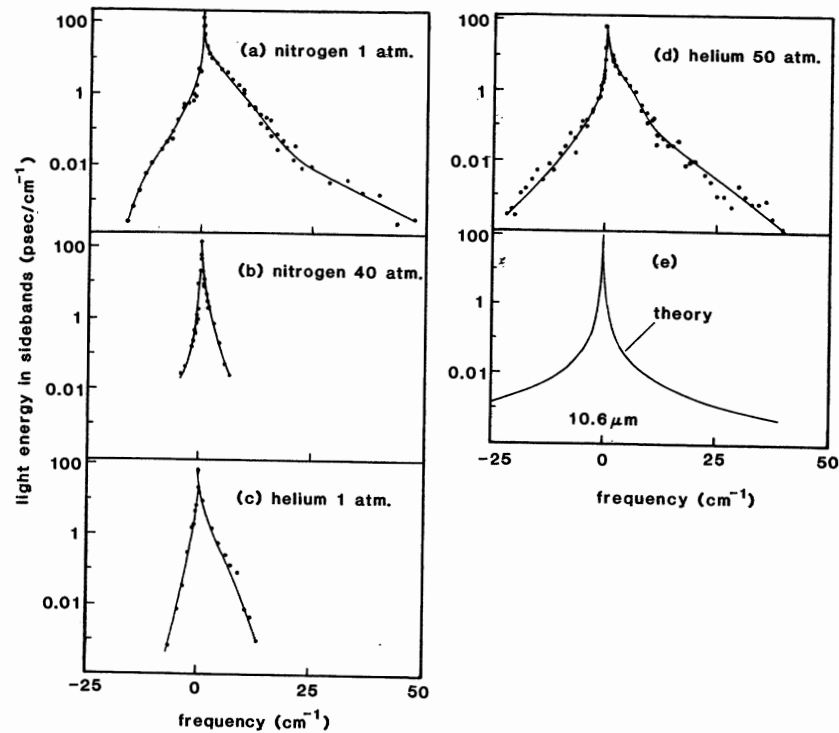 light energy in sidebands (psec/cm⁻¹)
100
(a) nitrogen 1 atm.
1
0.01
100
(b) nitrogen 40 atm.
1
0.01
100
(c) helium 1 atm.
1
0.01
-25 0 25 50
frequency (cm⁻¹)
100
(d) helium 50 atm.
1
0.01
100
(e)
theory
1
0.01
10.6 μm
-25 0 25 50
frequency (cm⁻¹)